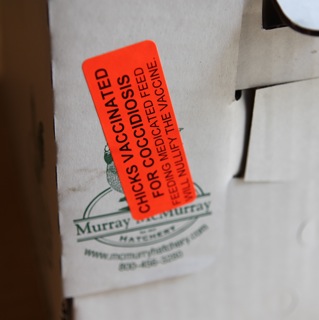 CHICKS VACCINATED
FOR COCCIDIOSIS
FEEDING MEDICATED FEED
WILL NULLIFY THE VACCINE.
Murray McMurray
HATCHERY
www.mcmurrayhatchery.com
800-456-3280